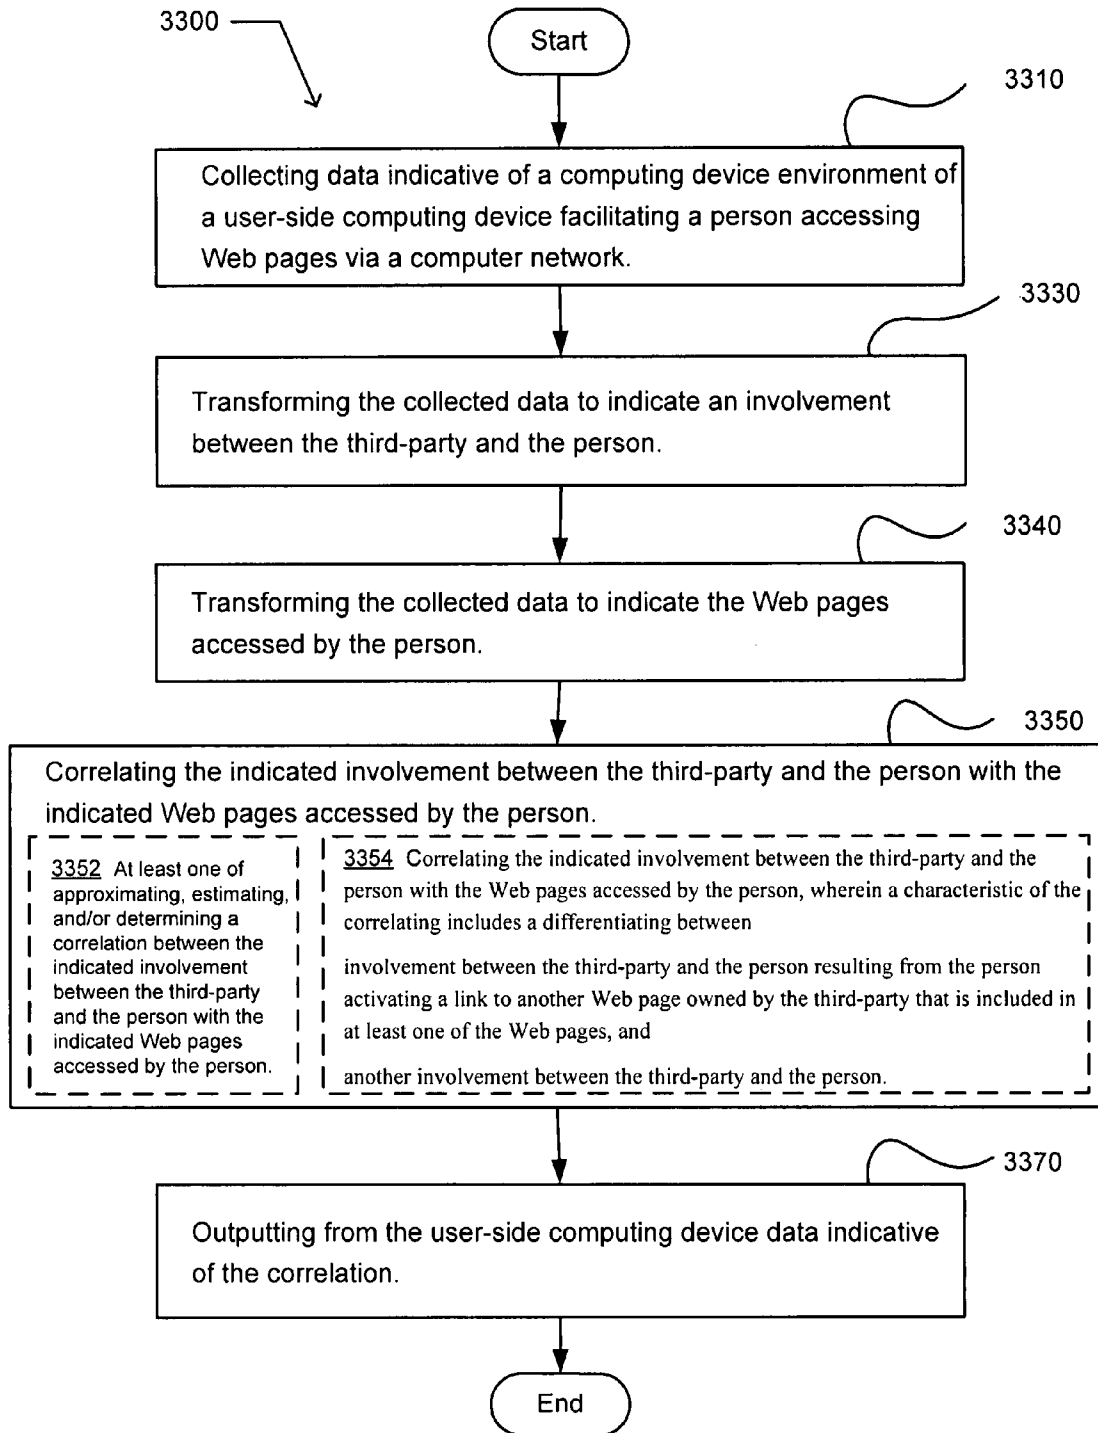 3300
Start
3310
Collecting data indicative of a computing device environment of
a user-side computing device facilitating a person accessing
Web pages via a computer network.
3330
Transforming the collected data to indicate an involvement
between the third-party and the person.
3340
Transforming the collected data to indicate the Web pages
accessed by the person.
3350
Correlating the indicated involvement between the third-party and the person with the
indicated Web pages accessed by the person.
3352 At least one of
approximating, estimating,
and/or determining a
correlation between the
indicated involvement
between the third-party
and the person with the
indicated Web pages
accessed by the person.
3354 Correlating the indicated involvement between the third-party and the
person with the Web pages accessed by the person, wherein a characteristic of the
correlating includes a differentiating between
involvement between the third-party and the person resulting from the person
activating a link to another Web page owned by the third-party that is included in
at least one of the Web pages, and
another involvement between the third-party and the person.
3370
Outputting from the user-side computing device data indicative
of the correlation.
End